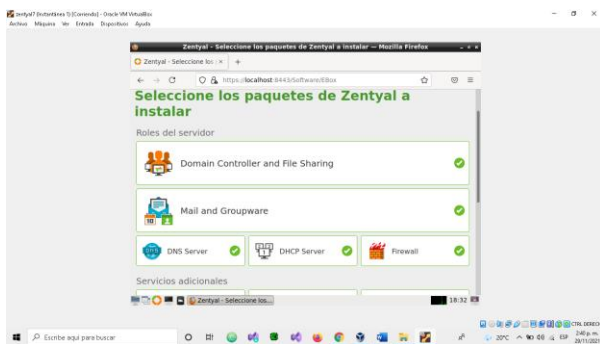 zentyal7 (Instantánea 1) [Corriendo] - Oracle VM VirtualBox
Archivo Máquina Ver Entrada Dispositivos Ayuda
Zentyal - Seleccione los paquetes de Zentyal a instalar — Mozilla Firefox
Zentyal - Seleccione los
https://localhost:8443/Software/EBox
Seleccione los paquetes de Zentyal a
instalar
Roles del servidor
Domain Controller and File Sharing
Mail and Groupware
DNS Server
DHCP Server
Firewall
Servicios adicionales
Zentyal - Seleccione los...
18:32
CTRL DERECHO
Escribe aquí para buscar
20°C
ESP
2:40 p. m.
29/11/2021